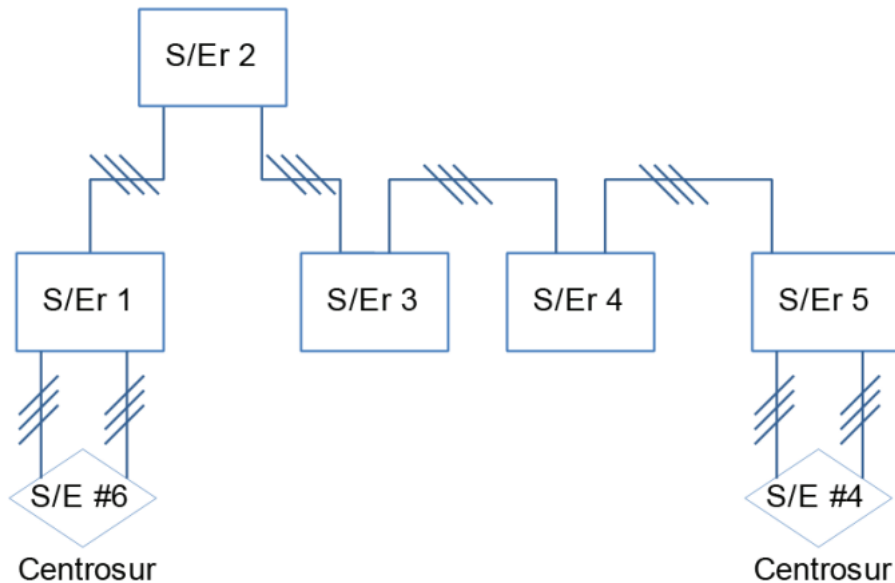 S/Er 2
S/Er 1
S/Er 3
S/Er 4
S/Er 5
S/E #6
S/E #4
Centrosur
Centrosur